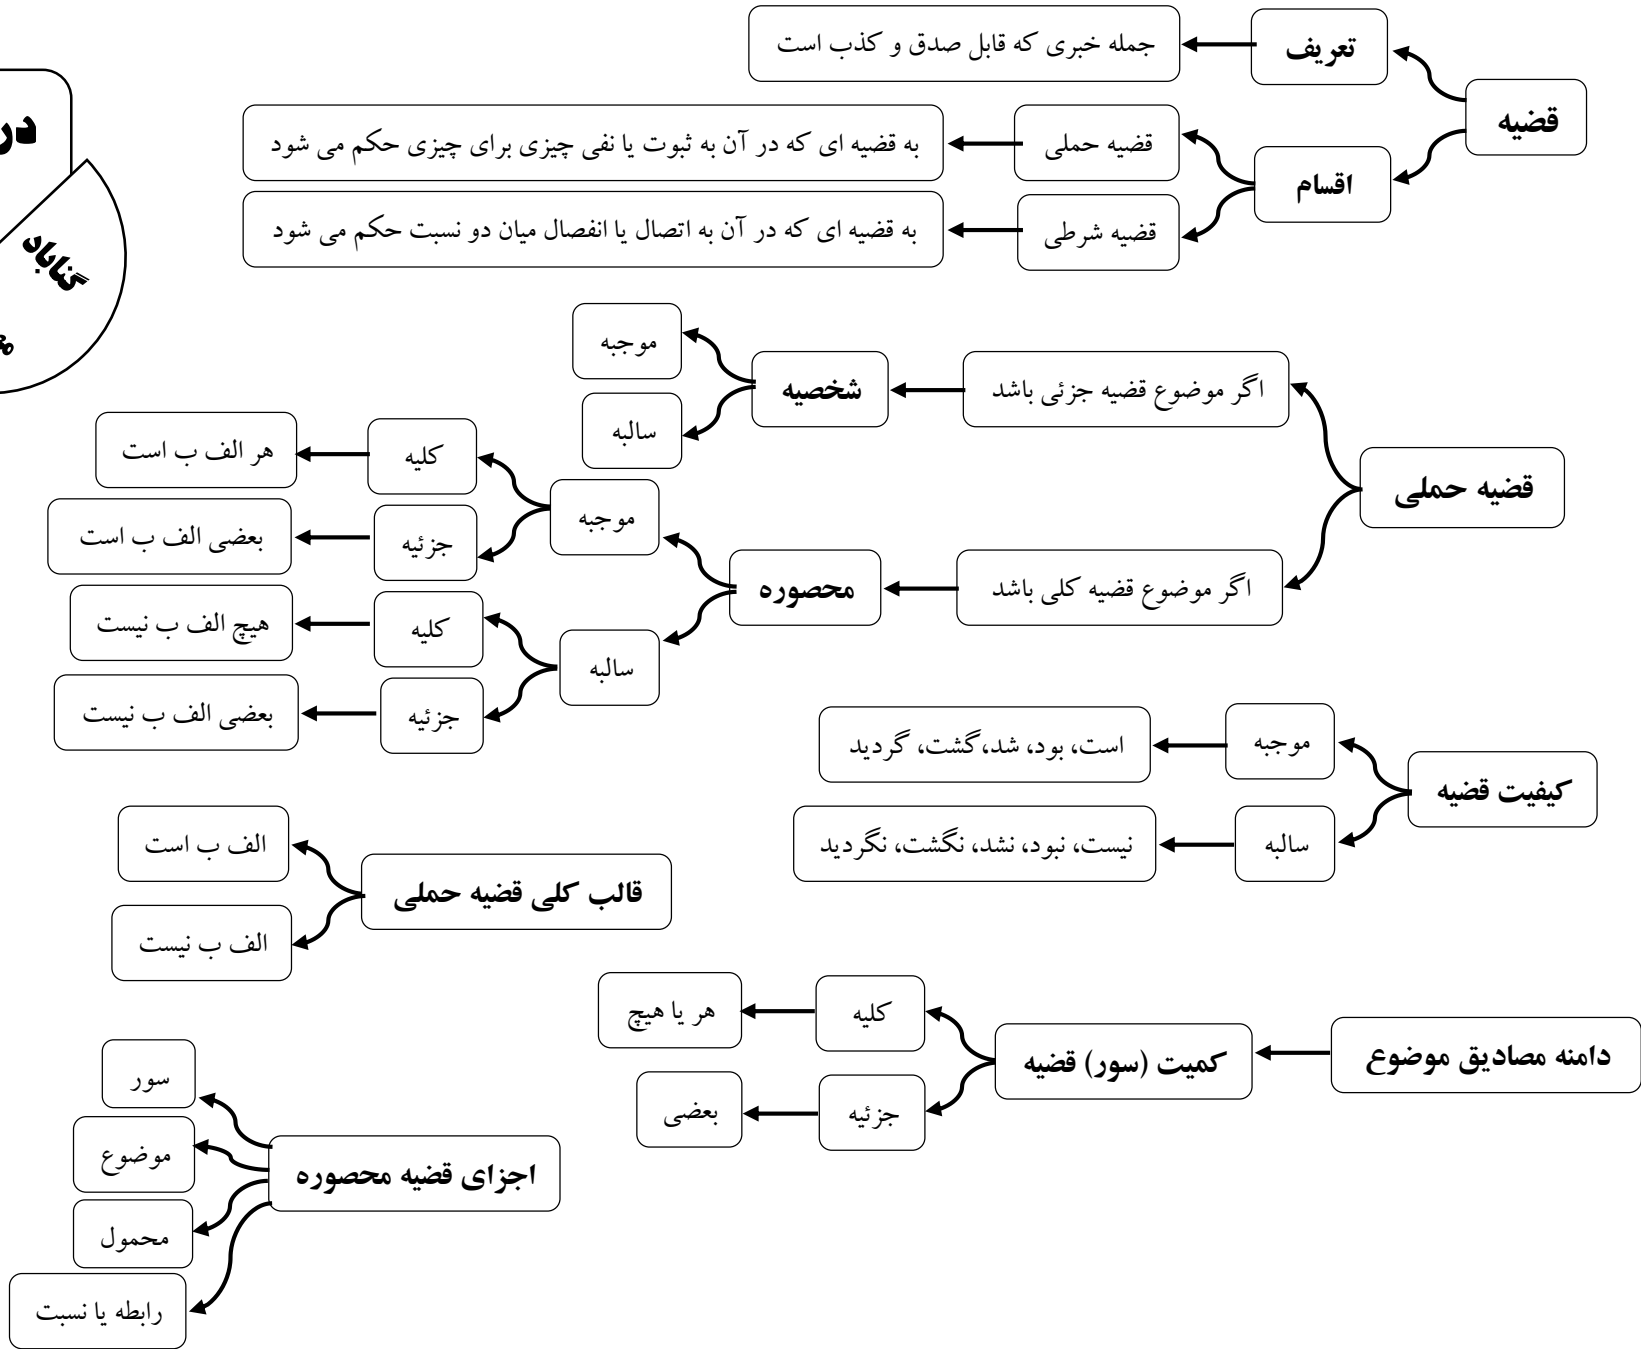 قضیه
تعریف
جمله خبری که قابل صدق و کذب است
اقسام
قضیه حملی
به قضیه ای که در آن به ثبوت یا نفی چیزی برای چیزی حکم می شود
قضیه شرطی
به قضیه ای که در آن به اتصال یا انفصال میان دو نسبت حکم می شود
گناباد
قضیه حملی
اگر موضوع قضیه جزئی باشد
شخصیه
موجبه
سالبه
اگر موضوع قضیه کلی باشد
محصوره
موجبه
کلیه
هر الف ب است
جزئیه
بعضی الف ب است
سالبه
کلیه
هیچ الف ب نیست
جزئیه
بعضی الف ب نیست
کیفیت قضیه
موجبه
است، بود، شد،گشت، گردید
سالبه
نیست، نبود، نشد، نگشت، نگردید
قالب کلی قضیه حملی
الف ب است
الف ب نیست
دامنه مصادیق موضوع
کمیت (سور) قضیه
کلیه
هر یا هیچ
جزئیه
بعضی
اجزای قضیه محصوره
سور
موضوع
محمول
رابطه یا نسبت